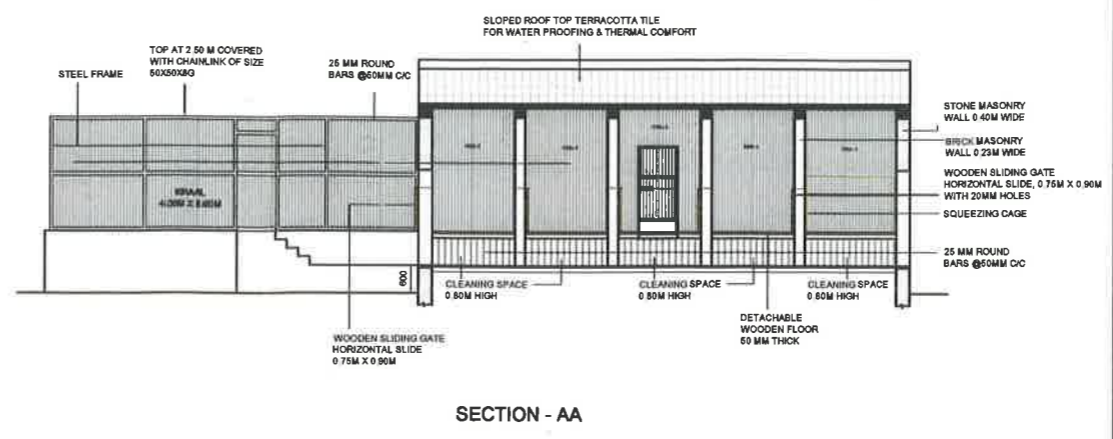 SLOPED ROOF TOP TERRACOTTA TILE
FOR WATER PROOFING & THERMAL COMFORT
TOP AT 2.50 M COVERED
WITH CHAINLINK OF SIZE
50X50X8G
STEEL FRAME
25 MM ROUND
BARS @50MM C/C
STONE MASONRY
WALL 0.40M WIDE
BRICK MASONRY
WALL 0.23M WIDE
WOODEN SLIDING GATE
HORIZONTAL SLIDE, 0.75M X 0.90M
WITH 20MM HOLES
SQUEEZING CAGE
KRAAL
25 MM ROUND
BARS @50MM C/C
600
CLEANING SPACE
0.60M HIGH
CLEANING SPACE
0.60M HIGH
CLEANING SPACE
0.60M HIGH
DETACHABLE
WOODEN FLOOR
50 MM THICK
WOODEN SLIDING GATE
HORIZONTAL SLIDE
0.75M X 0.90M
SECTION - AA